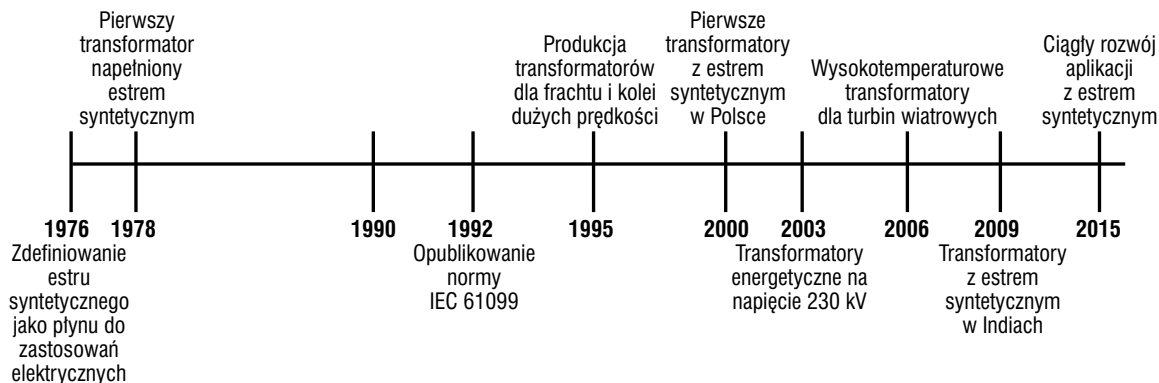 Pierwszy
transformator
napełniony
estrem
syntetycznym
Produkcja
transformatorów
dla frachtu i kolei
dużych prędkości
Pierwsze
transformatory
z estrem
syntetycznym
w Polsce
Wysokotemperaturowe
transformatory
dla turbin wiatrowych
Ciągły rozwój
aplikacji
z estrem
syntetycznym
1976 1978 1990 1992 1995 2000 2003 2006 2009 2015
Zdefiniowanie
estru
syntetycznego
jako płynu do
zastosowań
elektrycznych
Opublikowanie
normy
IEC 61099
Transformatory
energetyczne na
napięcie 230 kV
Transformatory
z estrem
syntetycznym
w Indiach